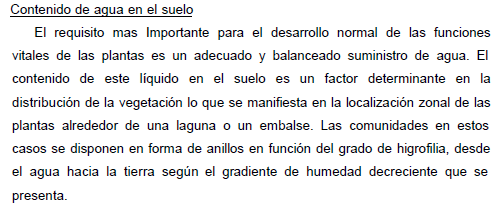 Contenido de agua en el suelo
El requisito mas Importante para el desarrollo normal de las funciones
vitales de las plantas es un adecuado y balanceado suministro de agua. El
contenido de este líquido en el suelo es un factor determinante en la
distribución de la vegetación lo que se manifiesta en la localización zonal de las
plantas alrededor de una laguna o un embalse. Las comunidades en estos
casos se disponen en forma de anillos en función del grado de higrofilia, desde
el agua hacia la tierra según el gradiente de humedad decreciente que se
presenta.